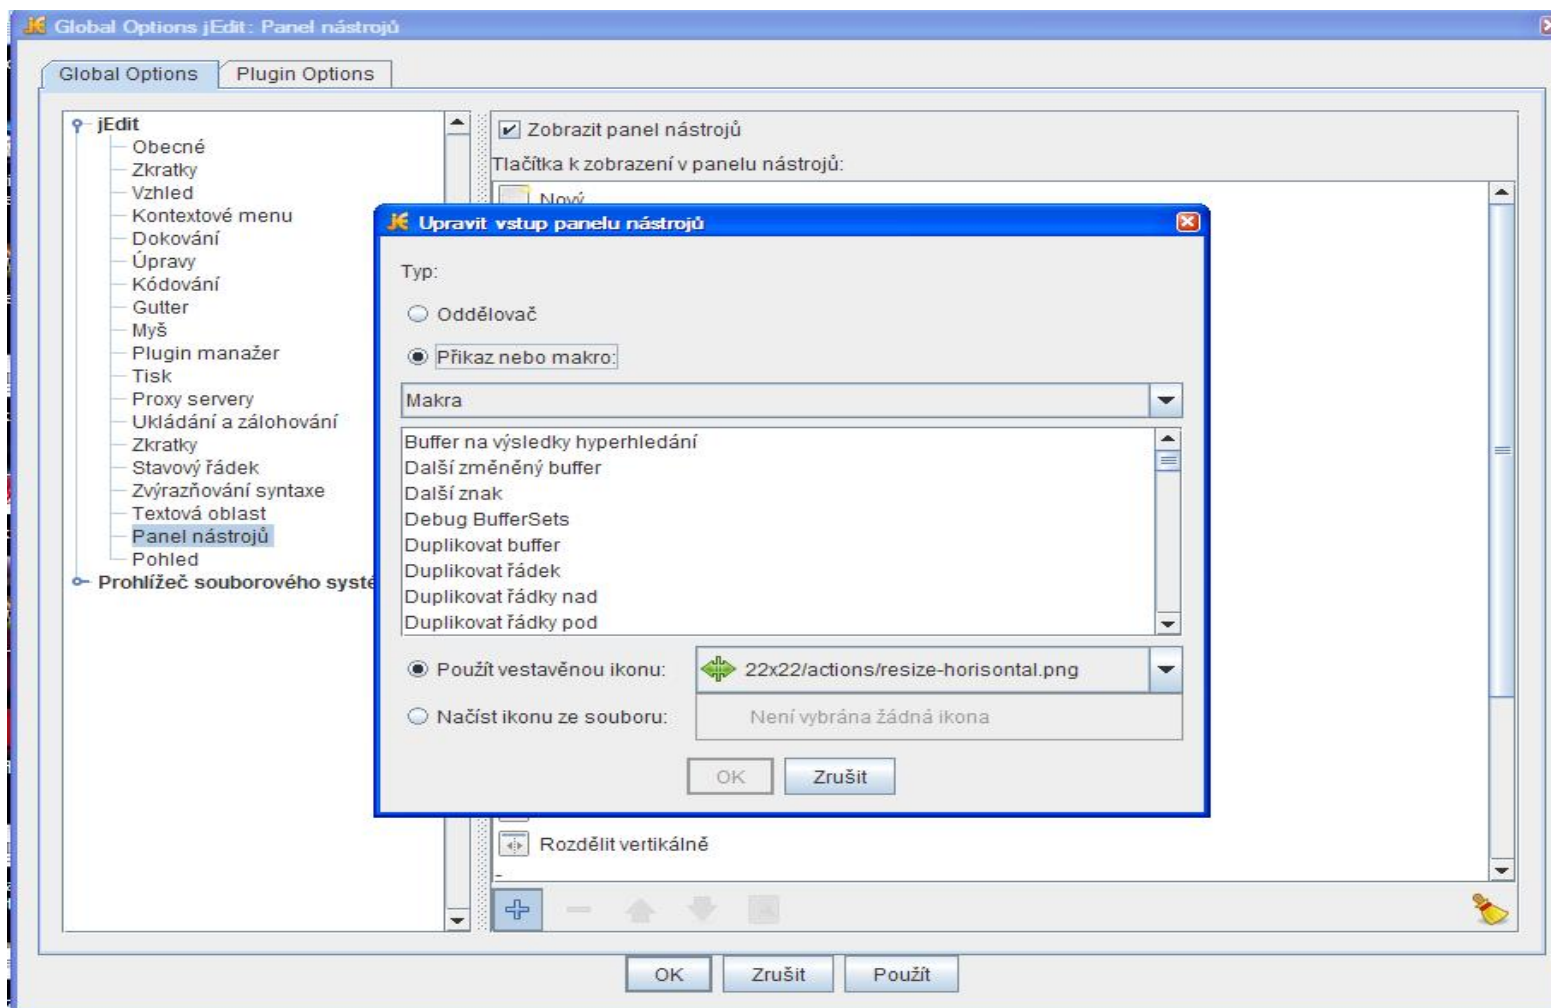 Global Options jEdit: Panel nástrojů
Global Options
Plugin Options
jEdit
Obecné
Zkratky
Vzhled
Kontextové menu
Dokování
Úpravy
Kódování
Gutter
Myš
Plugin manažer
Tisk
Proxy servery
Ukládání a zálohování
Zkratky
Stavový řádek
Zvýrazňování syntaxe
Textová oblast
Panel nástrojů
Pohled
Prohlížeč souborového systé
Zobrazit panel nástrojů
Tlačítka k zobrazení v panelu nástrojů:
Nový
Upravit vstup panelu nástrojů
Typ:
Oddělovač
Přikaz nebo makro:
Makra
Buffer na výsledky hyperhledání
Další změněný buffer
Další znak
Debug BufferSets
Duplikovat buffer
Duplikovat řádek
Duplikovat řádky nad
Duplikovat řádky pod
Použít vestavěnou ikonu:
22x22/actions/resize-horisontal.png
Načíst ikonu ze souboru:
Není vybrána žádná ikona
OK
Zrušit
Rozdělit vertikálně
-
OK
Zrušit
Použít